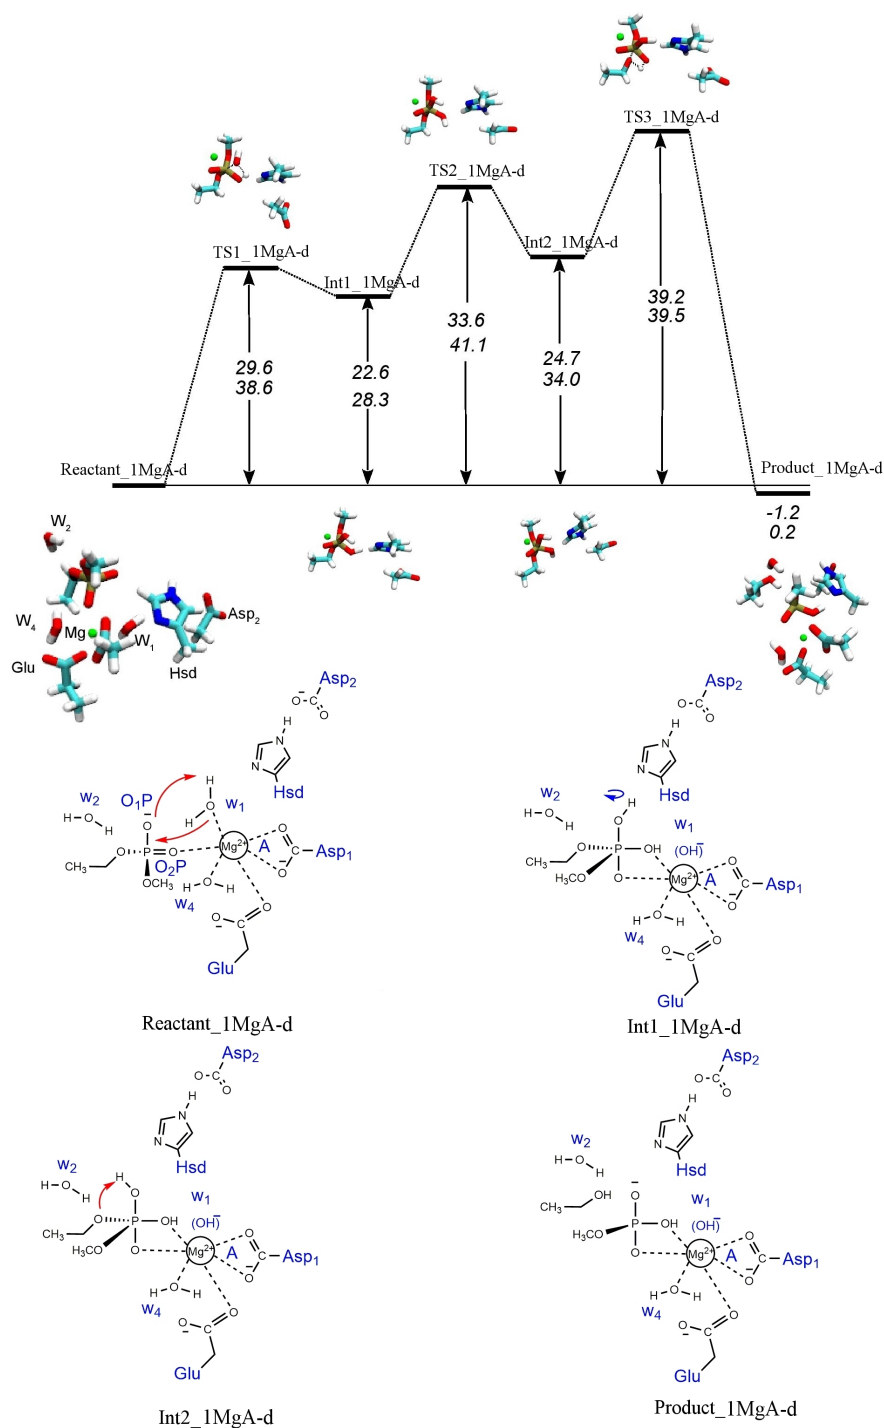 TS3_1MgA-d
TS2_1MgA-d
TS1_1MgA-d
Int2_1MgA-d
Int1_1MgA-d
39.2
39.5
33.6
41.1
29.6
38.6
22.6
28.3
24.7
34.0
Reactant_1MgA-d
Product_1MgA-d
-1.2
0.2
W2
W4
Mg
W1
Asp2
Glu
Hsd
Asp2
O
C
O
H
N
N
Hsd
O1P
w2
H
O
H
O
H
O
H
w1
O
P
O
O2P
CH3
OMe
Mg2+
A
O
C
O
Asp1
H
O
H
w4
O
C
O
Glu
Reactant_1MgA-d
Asp2
O
C
O
H
N
N
Hsd
w2
H
O
H
H
O
w1
(OH)
O
P
OH
CH3
MeO
O
Mg2+
A
O
C
O
Asp1
H
O
H
w4
O
C
O
Glu
Int1_1MgA-d
Asp2
O
C
O
H
N
N
Hsd
w2
H
O
H
H
O
w1
(OH)
O
P
OH
CH3
MeO
O
Mg2+
A
O
C
O
Asp1
H
O
H
w4
O
C
O
Glu
Int2_1MgA-d
Asp2
O
C
O
H
N
N
Hsd
w2
H
O
H
OH
O
w1
(OH)
P
OH
CH3
MeO
O
Mg2+
A
O
C
O
Asp1
H
O
H
w4
O
C
O
Glu
Product_1MgA-d